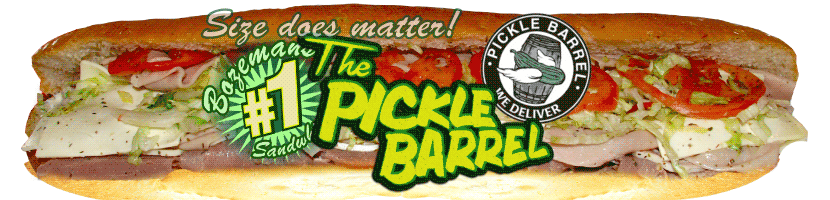 Size does matter!
Bozeman
#1
Sandw
The
PICKLE
BARREL
PICKLE BARREL
WE DELIVER